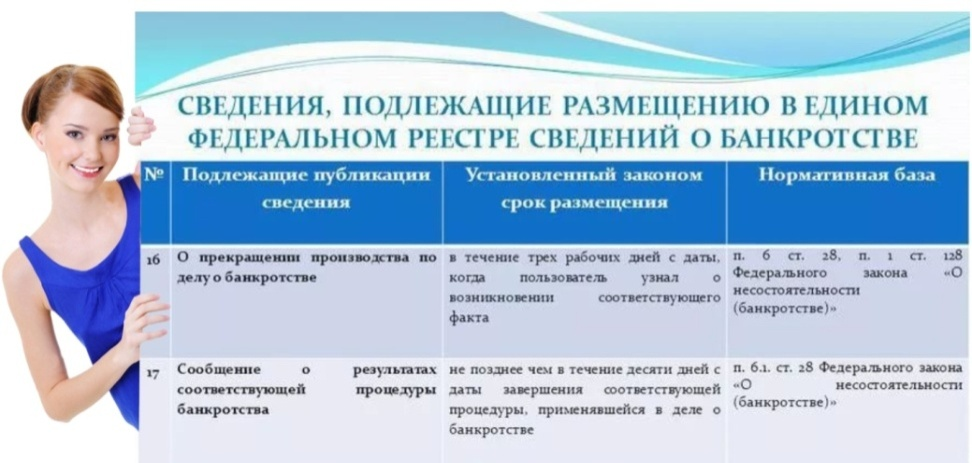 СВЕДЕНИЯ, ПОДЛЕЖАЩИЕ РАЗМЕЩЕНИЮ В ЕДИНОМ
ФЕДЕРАЛЬНОМ РЕЕСТРЕ СВЕДЕНИЙ О БАНКРОТСТВЕ
№ Подлежащие публикации
сведения
Установленный законом
срок размещения
Нормативная база
16 О прекращении производства по
делу о банкротстве
в течение трех рабочих дней с даты,
когда пользователь узнал о
возникновении соответствующего
факта
п. 6 ст. 28, п. 1 ст. 128
Федерального закона «О
несостоятельности
(банкротстве)»
17 Сообщение о результатах
соответствующей процедуры
банкротства
не позднее чем в течение десяти дней с
даты завершения соответствующей
процедуры, применявшейся в деле о
банкротстве
п. 6.1. ст. 28 Федерального закона
«О несостоятельности
(банкротстве)»